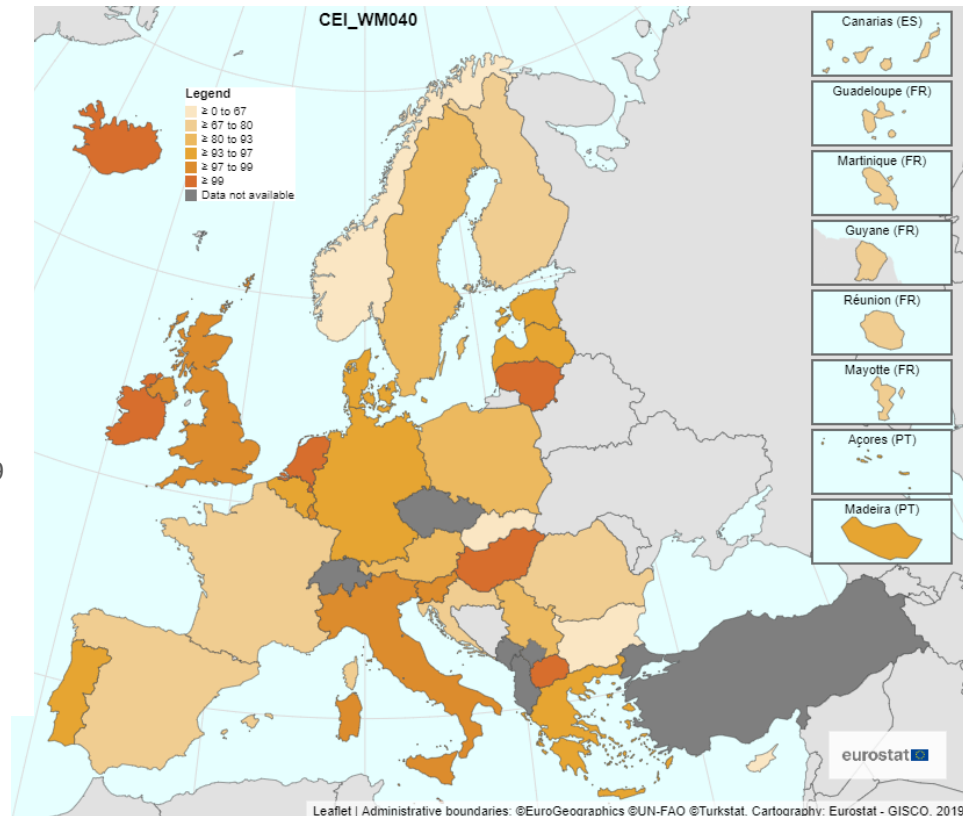 CEI_WM040
Legend
≥ 0 to 67
≥ 67 to 80
≥ 80 to 93
≥ 93 to 97
≥ 97 to 99
≥ 99
Data not available
Canarias (ES)
Guadeloupe (FR)
Martinique (FR)
Guyane (FR)
Réunion (FR)
Mayotte (FR)
Açores (PT)
Madeira (PT)
eurostat
Leaflet | Administrative boundaries: ©EuroGeographics ©UN-FAO ©Turkstat, Cartography: Eurostat - GISCO, 2019